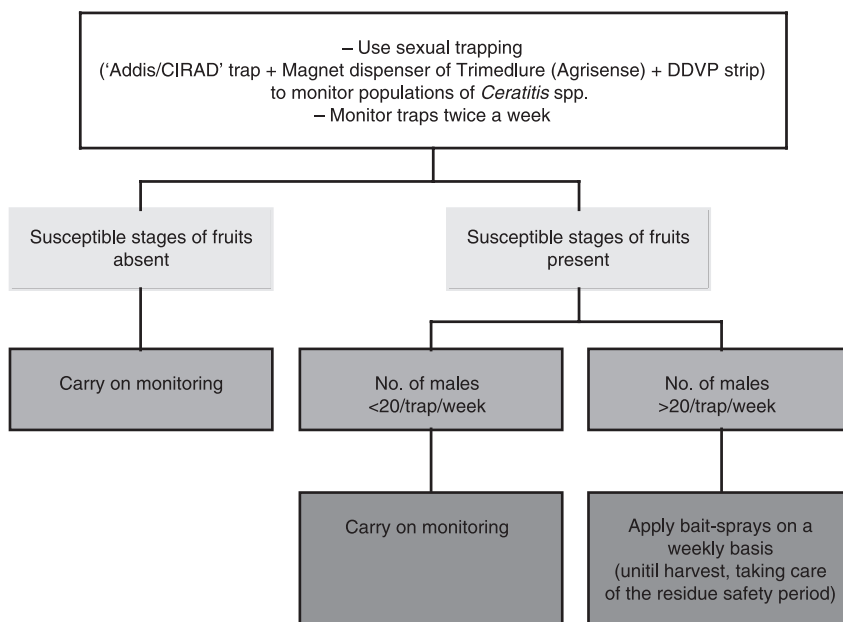 – Use sexual trapping
('Addis/CIRAD' trap + Magnet dispenser of Trimedlure (Agrisense) + DDVP strip)
to monitor populations of Ceratitis spp.
– Monitor traps twice a week
Susceptible stages of fruits
absent
Susceptible stages of fruits
present
Carry on monitoring
No. of males
<20/trap/week
No. of males
>20/trap/week
Carry on monitoring
Apply bait-sprays on a
weekly basis
(unitil harvest, taking care
of the residue safety period)